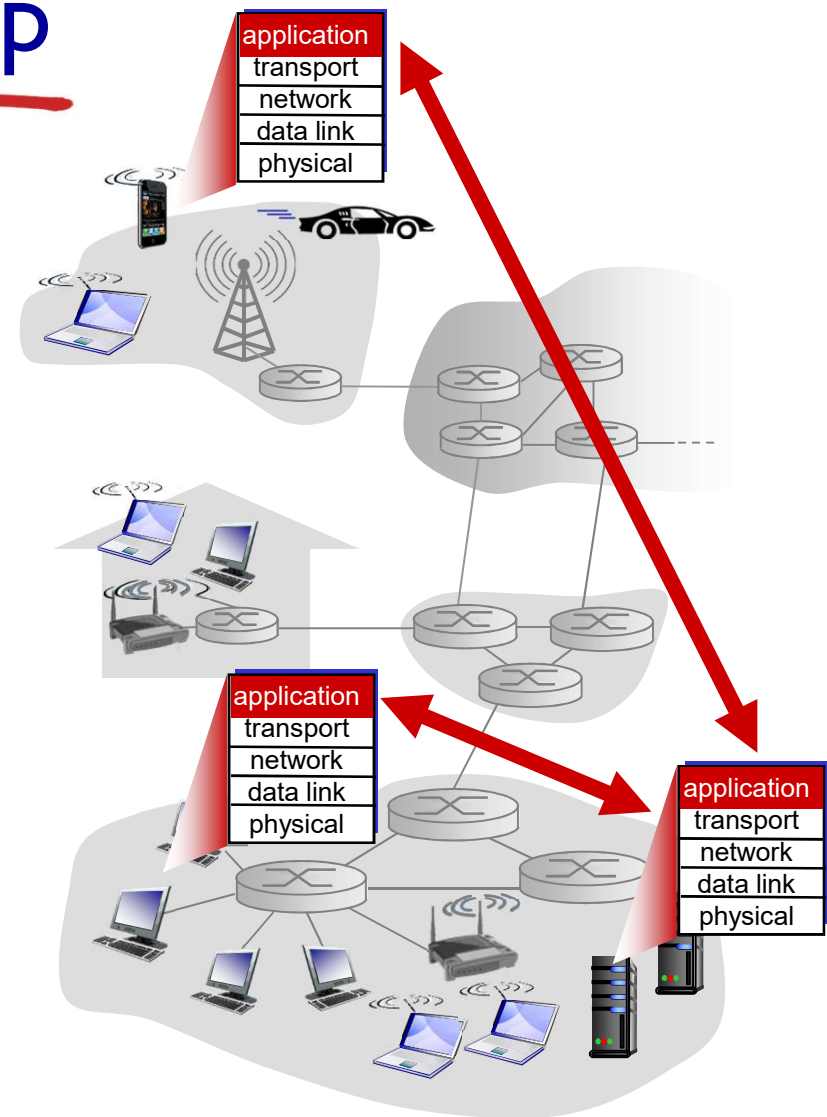 p
application
transport
network
data link
physical
application
transport
network
data link
physical
application
transport
network
data link
physical